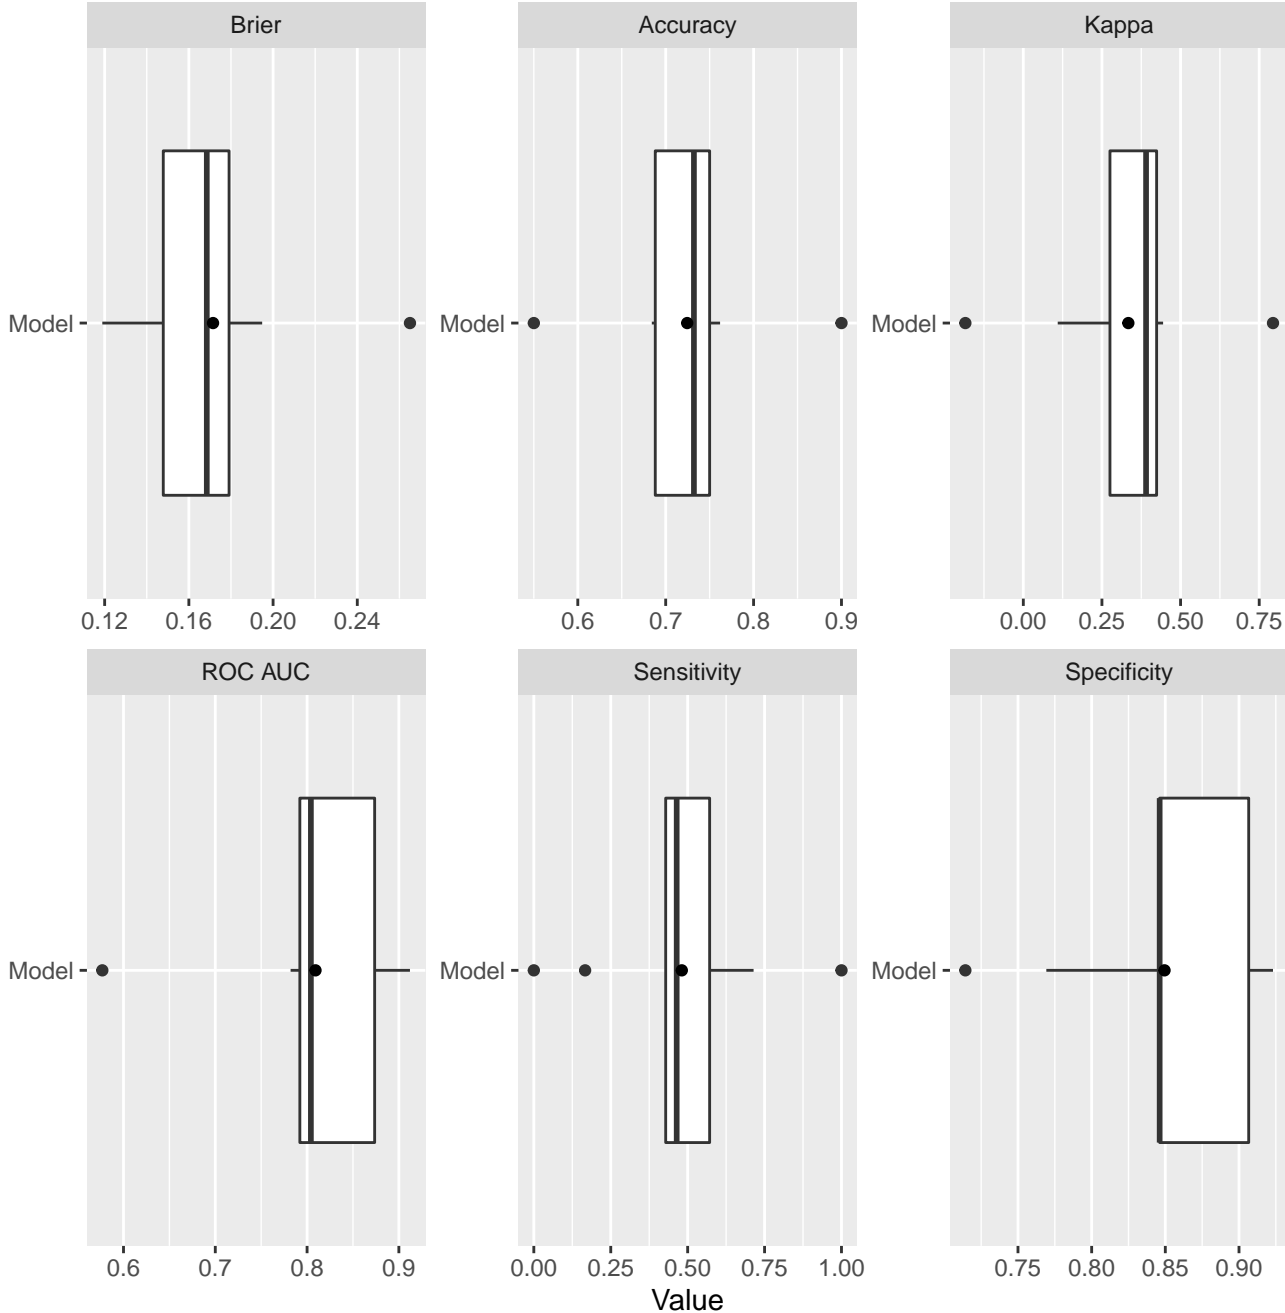 Brier Accuracy Kappa
Model Model Model
0.12 0.16 0.20 0.24 0.6 0.7 0.8 0.9 0.00 0.25 0.50 0.75
ROC AUC Sensitivity Specificity
Model Model Model
0.6 0.7 0.8 0.9 0.00 0.25 0.50 0.75 1.00 0.75 0.80 0.85 0.90
Value